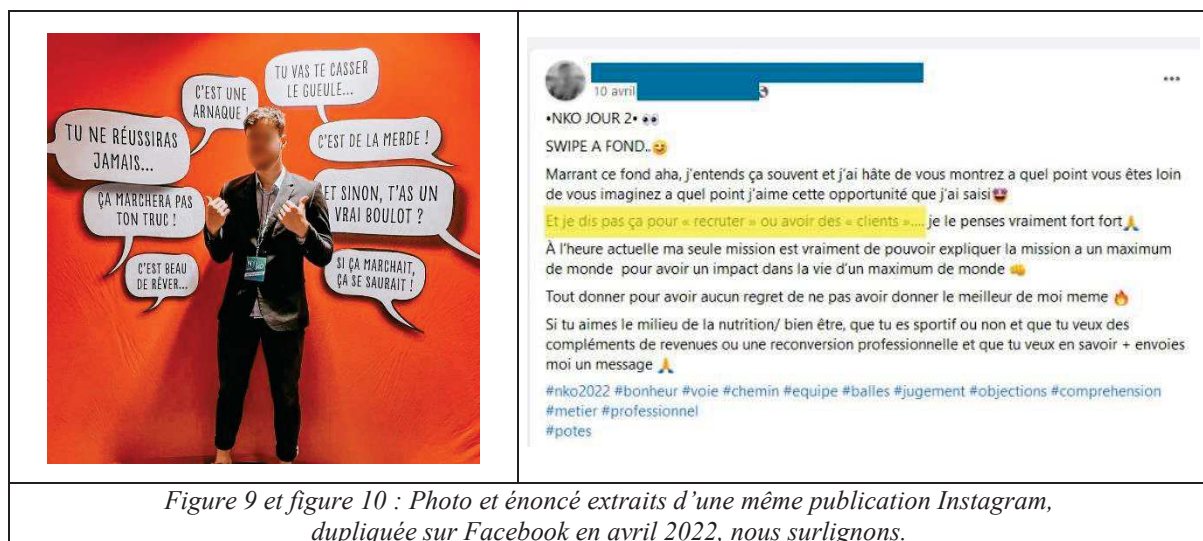 TU VAS TE CASSER
LE GUEULE...
C'EST UNE
ARNAQUE !
TU NE RÉUSSIRAS
JAMAIS...
C'EST DE LA MERDE !
ÇA MARCHERA PAS
TON TRUC !
ET SINON, T'AS UN
VRAI BOULOT ?
C'EST BEAU
DE RÊVER...
SI ÇA MARCHAIT,
ÇA SE SAURAIT !
10 avril
•NKO JOUR 2• 👀
SWIPE A FOND..😆
Marrant ce fond aha, j'entends ça souvent et j'ai hâte de vous montrez a quel point vous êtes loin
de vous imaginez a quel point j'aime cette opportunité que j'ai saisi🤩
Et je dis pas ça pour « recruter » ou avoir des « clients ».... je le penses vraiment fort fort🙏
À l'heure actuelle ma seule mission est vraiment de pouvoir expliquer la mission a un maximum
de monde pour avoir un impact dans la vie d'un maximum de monde 👊
Tout donner pour avoir aucun regret de ne pas avoir donner le meilleur de moi meme 🔥
Si tu aimes le milieu de la nutrition/ bien être, que tu es sportif ou non et que tu veux des
compléments de revenues ou une reconversion professionnelle et que tu veux en savoir + envoies
moi un message 🙏
#nko2022 #bonheur #voie #chemin #equipe #balles #jugement #objections #comprehension
#metier #professionnel
#potes
Figure 9 et figure 10 : Photo et énoncé extraits d'une même publication Instagram,
dupliquée sur Facebook en avril 2022, nous surlignons.